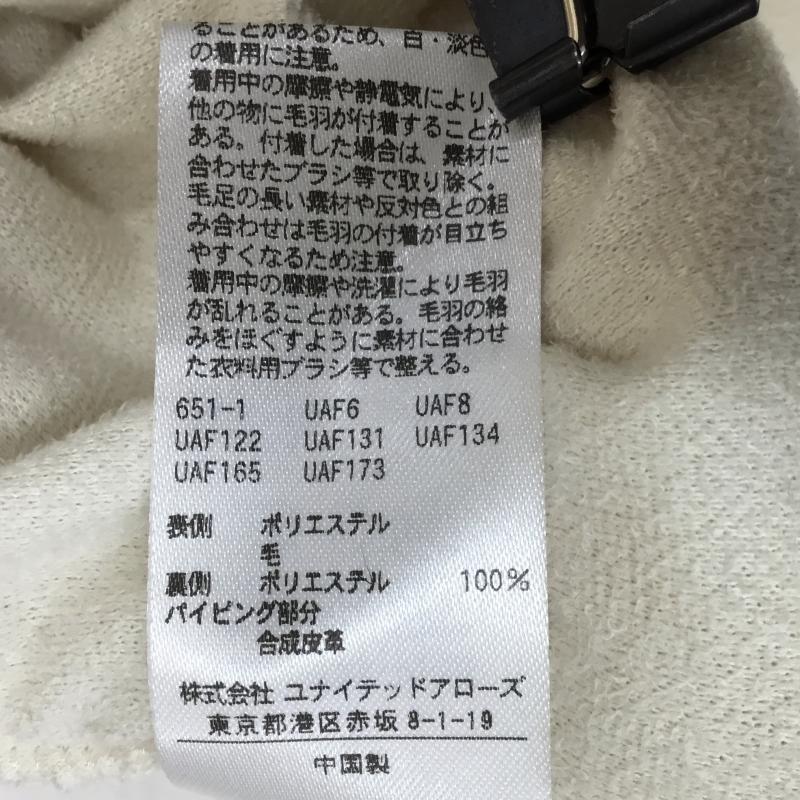 ることがあるため、白・淡色
の着用に注意。
着用中の摩擦や静電気により、
他の物に毛羽が付着することが
ある。付着した場合は、素材に
合わせたブラシ等で取り除く。
毛足の長い素材や反対色との組
み合わせは毛羽の付着が目立ち
やすくなるため注意。
着用中の摩擦や洗濯により毛羽
が乱れることがある。毛羽の絡
みをほぐすように素材に合わせ
た衣料用ブラシ等で整える。
651-1 UAF6 UAF8
UAF122 UAF131 UAF134
UAF165 UAF173
表側 ポリエステル
毛
裏側 ポリエステル 100%
パイピング部分
合成皮革
株式会社 ユナイテッドアローズ
東京都港区赤坂 8-1-19
中国製